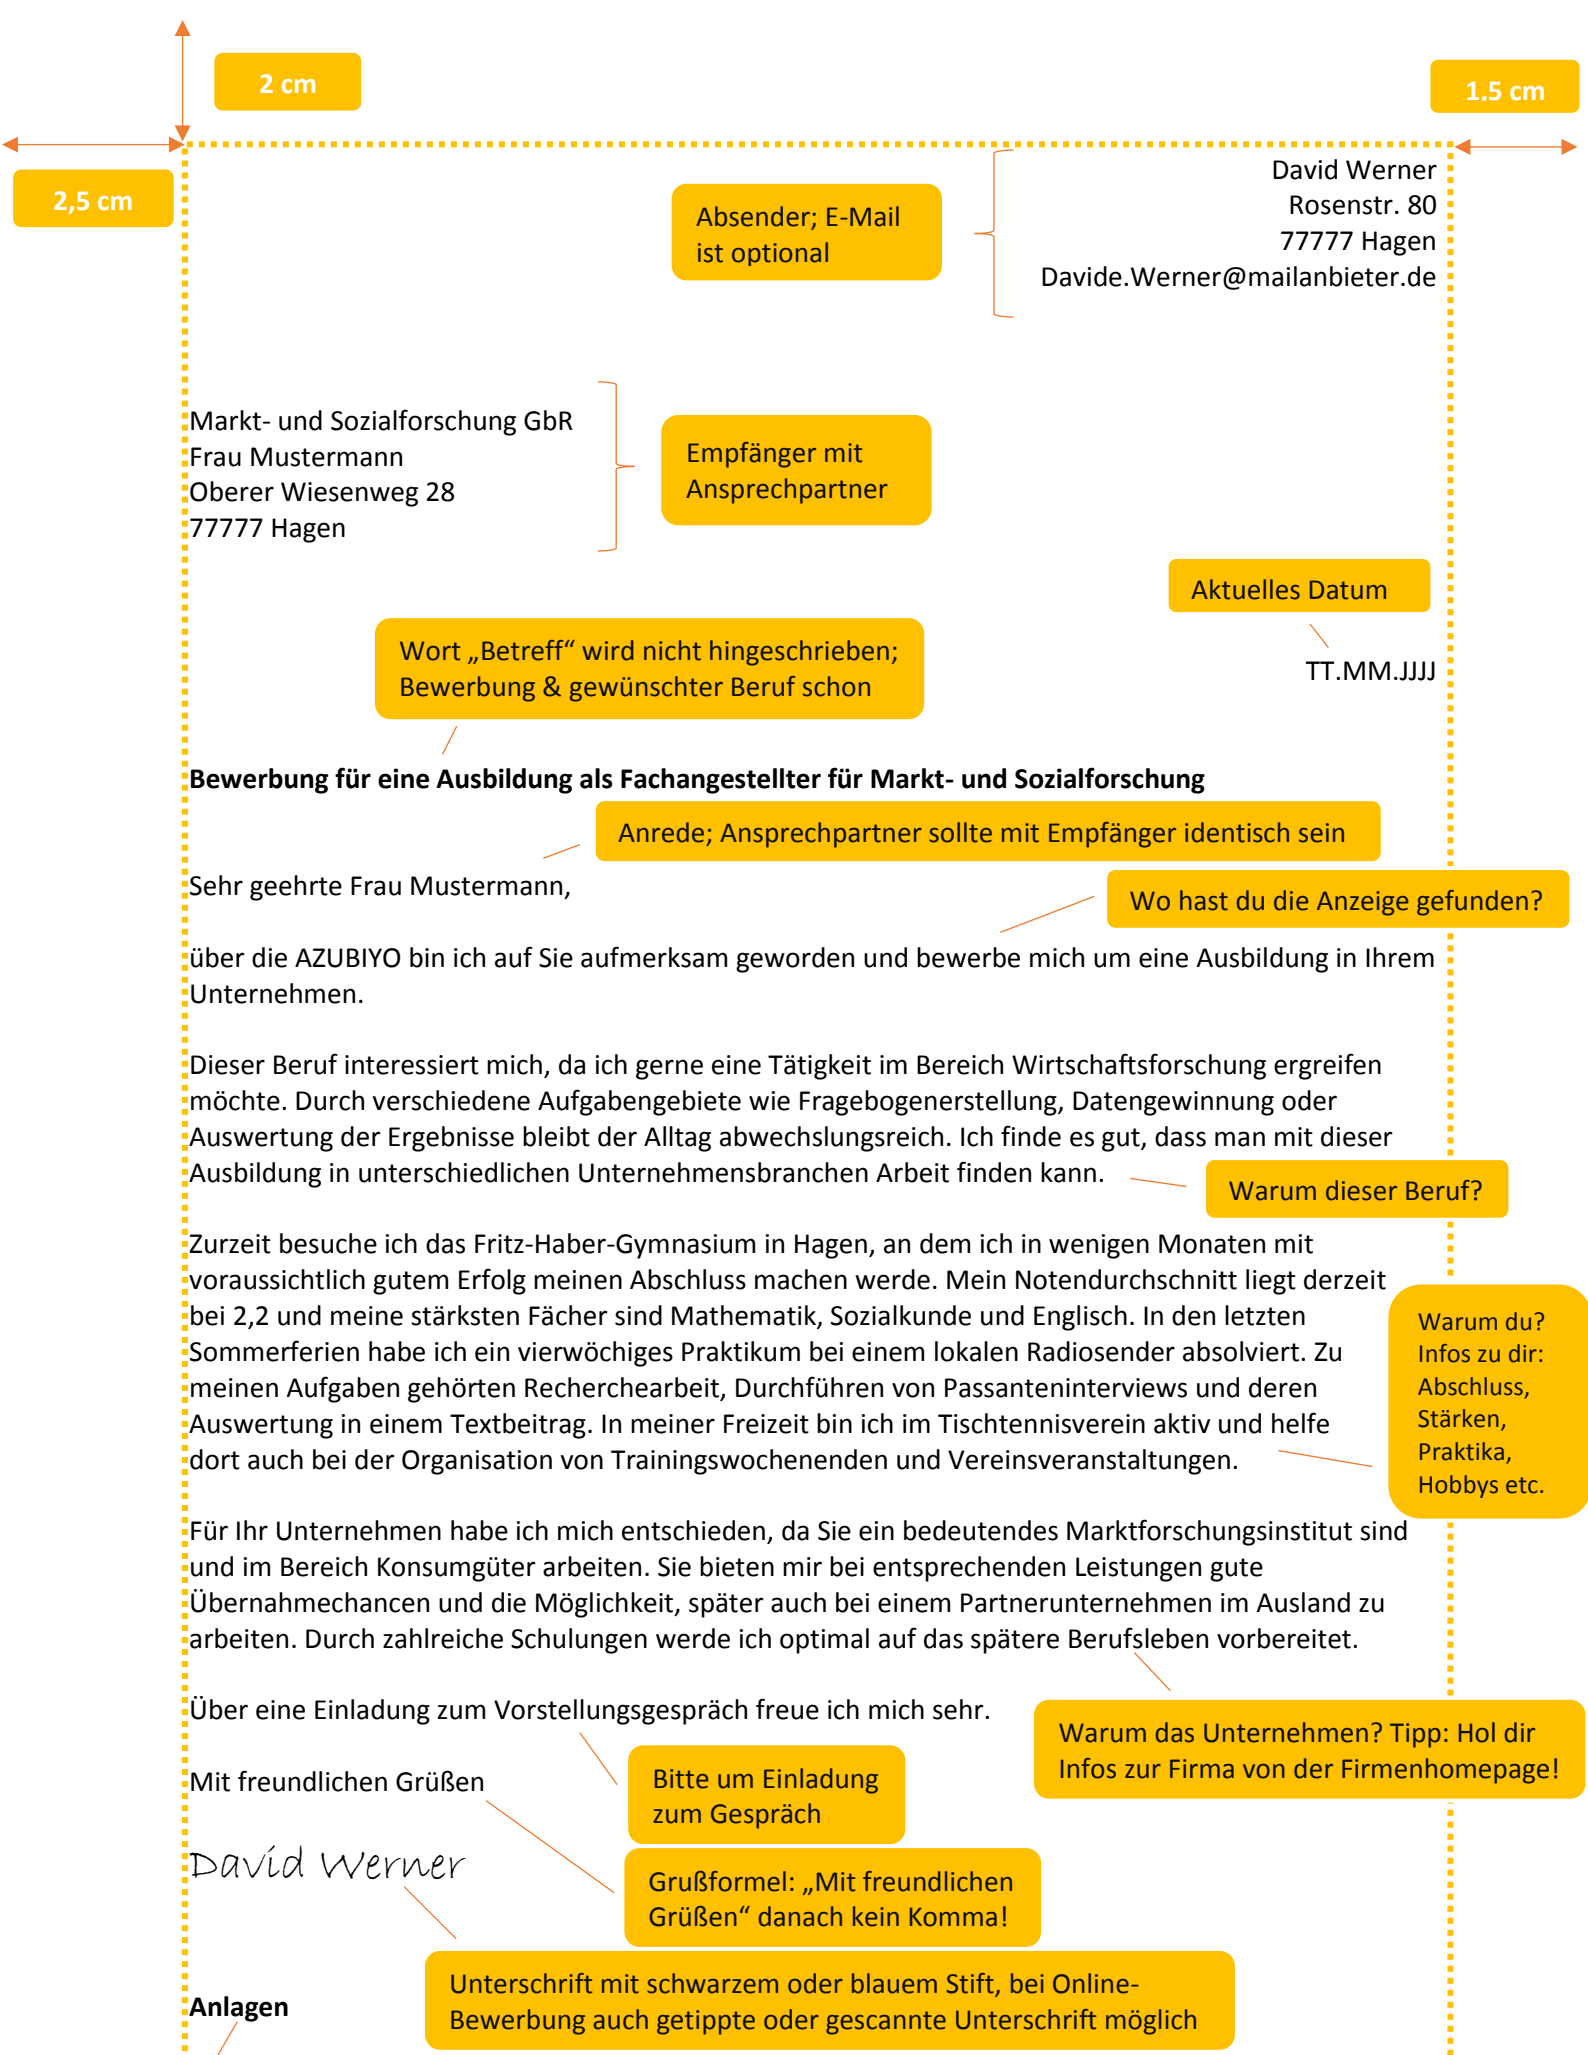 2 cm
1,5 cm
2,5 cm
David Werner
Rosenstr. 80
77777 Hagen
Davide.Werner@mailanbieter.de
Absender; E-Mail
ist optional
Markt- und Sozialforschung GbR
Frau Mustermann
Oberer Wiesenweg 28
77777 Hagen
Empfänger mit
Ansprechpartner
Aktuelles Datum
TT.MM.JJJJ
Wort „Betreff“ wird nicht hingeschrieben;
Bewerbung & gewünschter Beruf schon
Bewerbung für eine Ausbildung als Fachangestellter für Markt- und Sozialforschung
Anrede; Ansprechpartner sollte mit Empfänger identisch sein
Sehr geehrte Frau Mustermann,
Wo hast du die Anzeige gefunden?
über die AZUBIYO bin ich auf Sie aufmerksam geworden und bewerbe mich um eine Ausbildung in Ihrem
Unternehmen.
Dieser Beruf interessiert mich, da ich gerne eine Tätigkeit im Bereich Wirtschaftsforschung ergreifen
möchte. Durch verschiedene Aufgabengebiete wie Fragebogenerstellung, Datengewinnung oder
Auswertung der Ergebnisse bleibt der Alltag abwechslungsreich. Ich finde es gut, dass man mit dieser
Ausbildung in unterschiedlichen Unternehmensbranchen Arbeit finden kann.
Warum dieser Beruf?
Zurzeit besuche ich das Fritz-Haber-Gymnasium in Hagen, an dem ich in wenigen Monaten mit
voraussichtlich gutem Erfolg meinen Abschluss machen werde. Mein Notendurchschnitt liegt derzeit
bei 2,2 und meine stärksten Fächer sind Mathematik, Sozialkunde und Englisch. In den letzten
Sommerferien habe ich ein vierwöchiges Praktikum bei einem lokalen Radiosender absolviert. Zu
meinen Aufgaben gehörten Recherchearbeit, Durchführen von Passanteninterviews und deren
Auswertung in einem Textbeitrag. In meiner Freizeit bin ich im Tischtennisverein aktiv und helfe
dort auch bei der Organisation von Trainingswochenenden und Vereinsveranstaltungen.
Warum du?
Infos zu dir:
Abschluss,
Stärken,
Praktika,
Hobbys etc.
Für Ihr Unternehmen habe ich mich entschieden, da Sie ein bedeutendes Marktforschungsinstitut sind
und im Bereich Konsumgüter arbeiten. Sie bieten mir bei entsprechenden Leistungen gute
Übernahmechancen und die Möglichkeit, später auch bei einem Partnerunternehmen im Ausland zu
arbeiten. Durch zahlreiche Schulungen werde ich optimal auf das spätere Berufsleben vorbereitet.
Über eine Einladung zum Vorstellungsgespräch freue ich mich sehr.
Warum das Unternehmen? Tipp: Hol dir
Infos zur Firma von der Firmenhomepage!
Mit freundlichen Grüßen
Bitte um Einladung
zum Gespräch
David Werner
Grußformel: „Mit freundlichen
Grüßen“ danach kein Komma!
Unterschrift mit schwarzem oder blauem Stift, bei Online-
Bewerbung auch getippte oder gescannte Unterschrift möglich
Anlagen